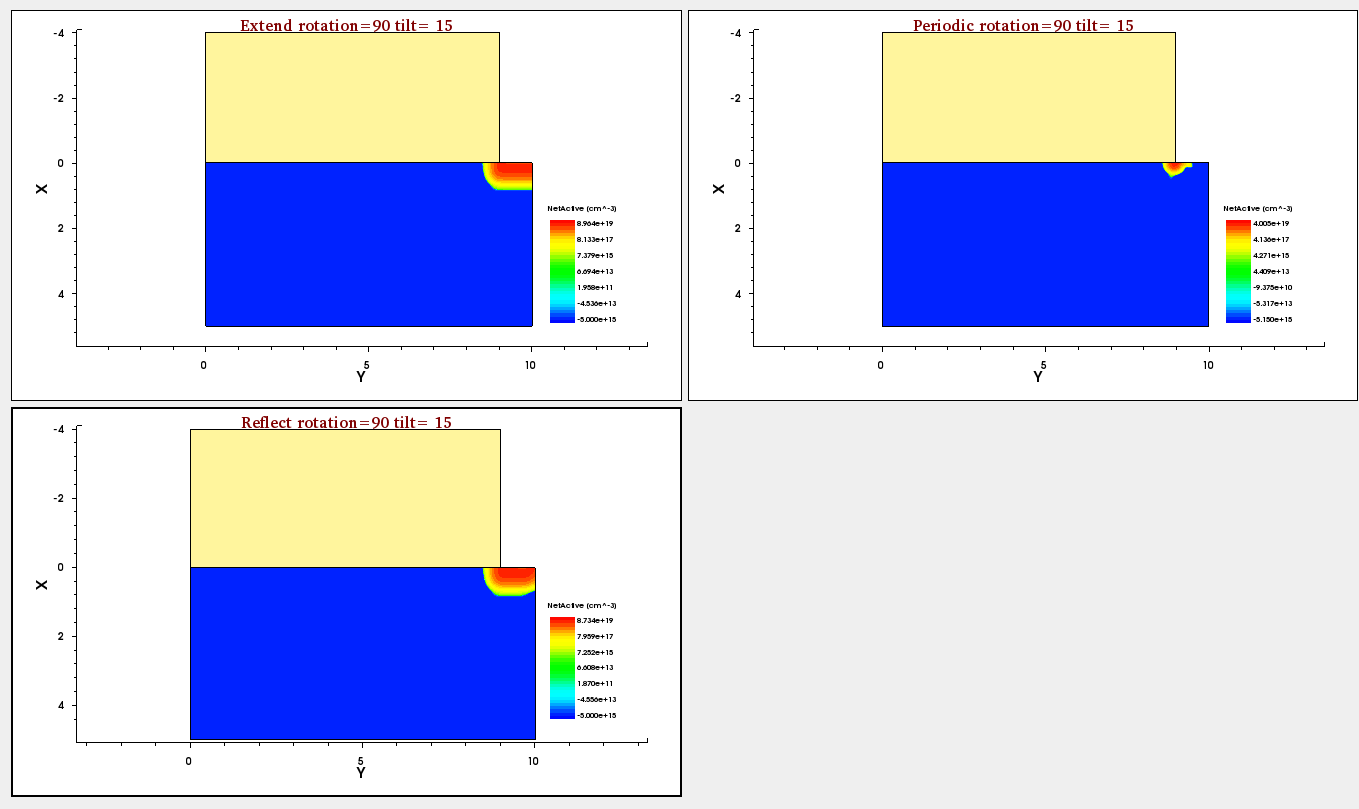 Extend rotation=90 tilt= 15
-4
-2
0
2
4
X
0
5
10
Y
NetActive (cm^-3)
8.964e+19
8.133e+17
7.379e+15
6.694e+13
1.958e+11
-4.536e+13
-5.000e+15
Periodic rotation=90 tilt= 15
-4
-2
0
2
4
X
0
5
10
Y
NetActive (cm^-3)
4.005e+19
4.136e+17
4.271e+15
4.409e+13
-9.375e+10
-5.317e+13
-5.150e+15
Reflect rotation=90 tilt= 15
-4
-2
0
2
4
X
0
5
10
Y
NetActive (cm^-3)
8.734e+19
7.959e+17
7.252e+15
6.608e+13
1.870e+11
-4.556e+13
-5.000e+15